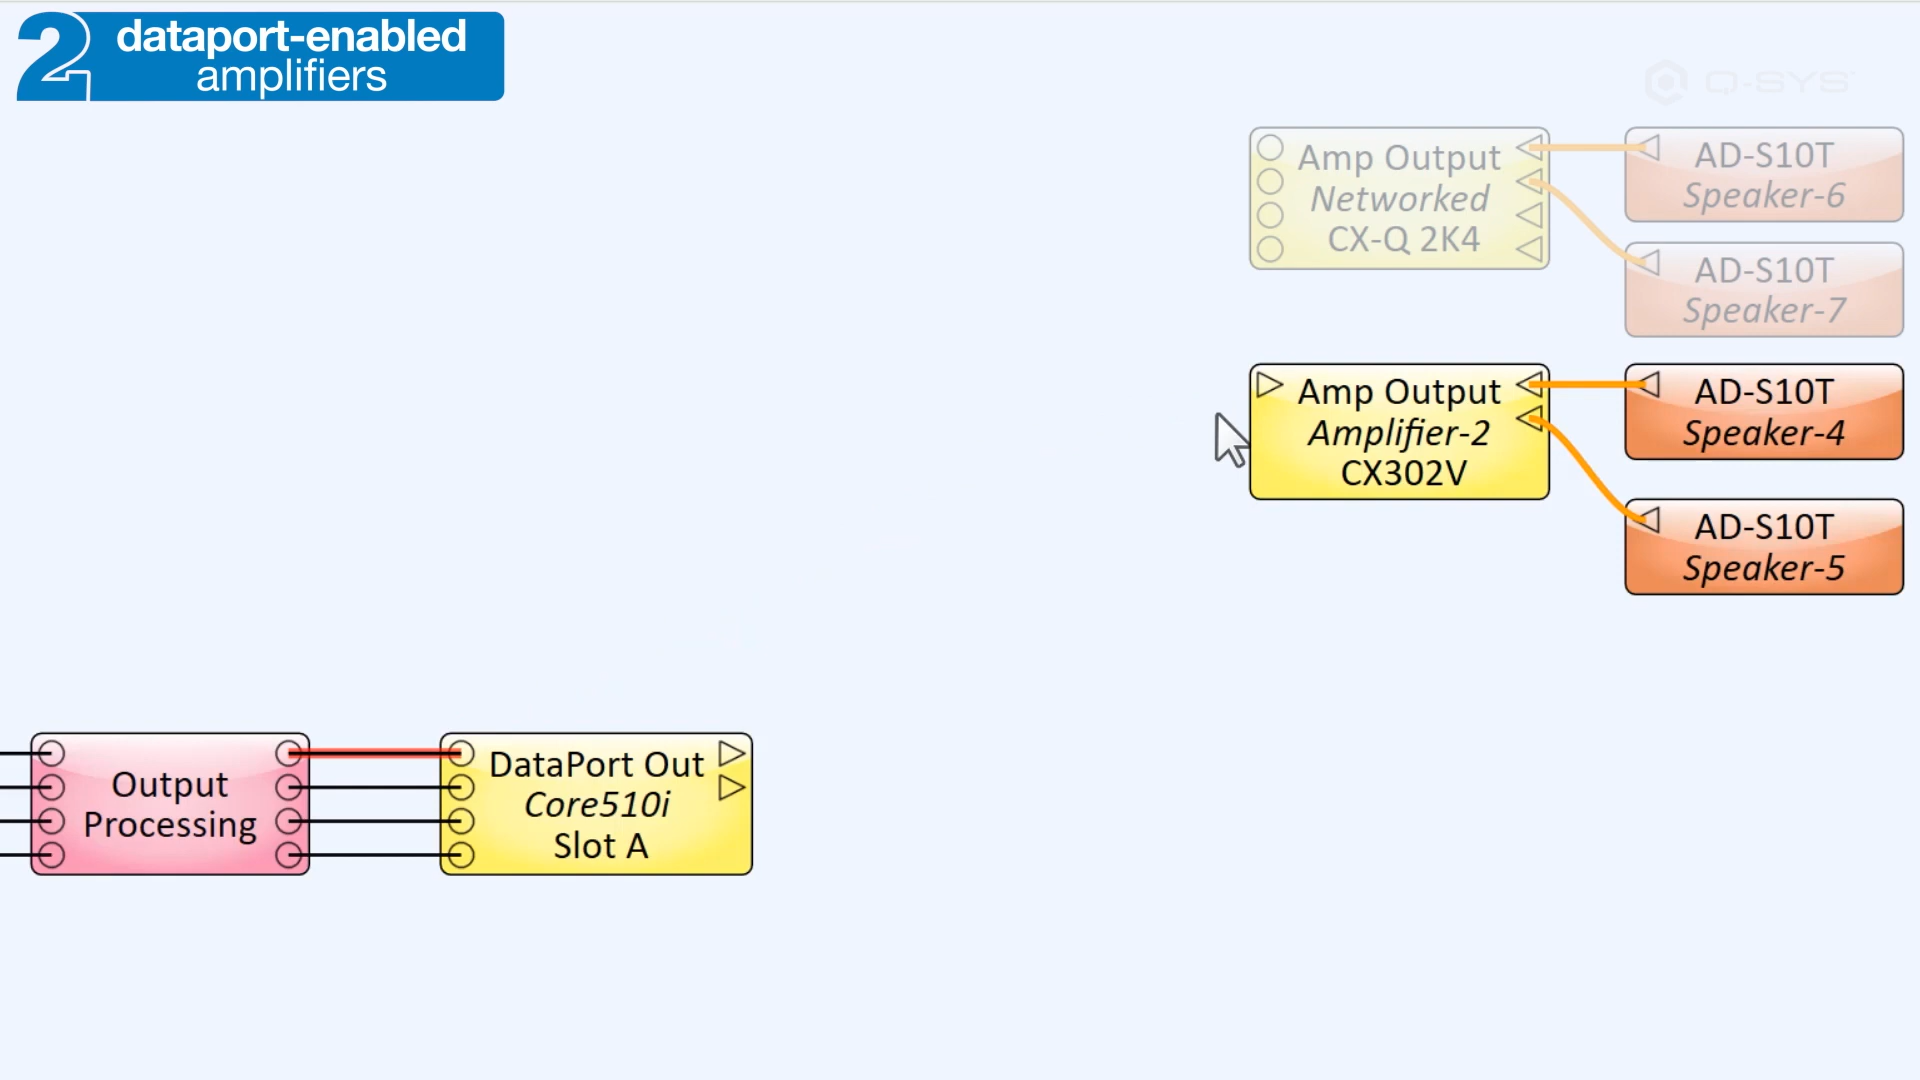 2
dataport-enabled
amplifiers
Q-SYS
Amp Output
Networked
CX-Q 2K4
AD-S10T
Speaker-6
AD-S10T
Speaker-7
Amp Output
Amplifier-2
CX302V
AD-S10T
Speaker-4
AD-S10T
Speaker-5
Output
Processing
DataPort Out
Core510i
Slot A